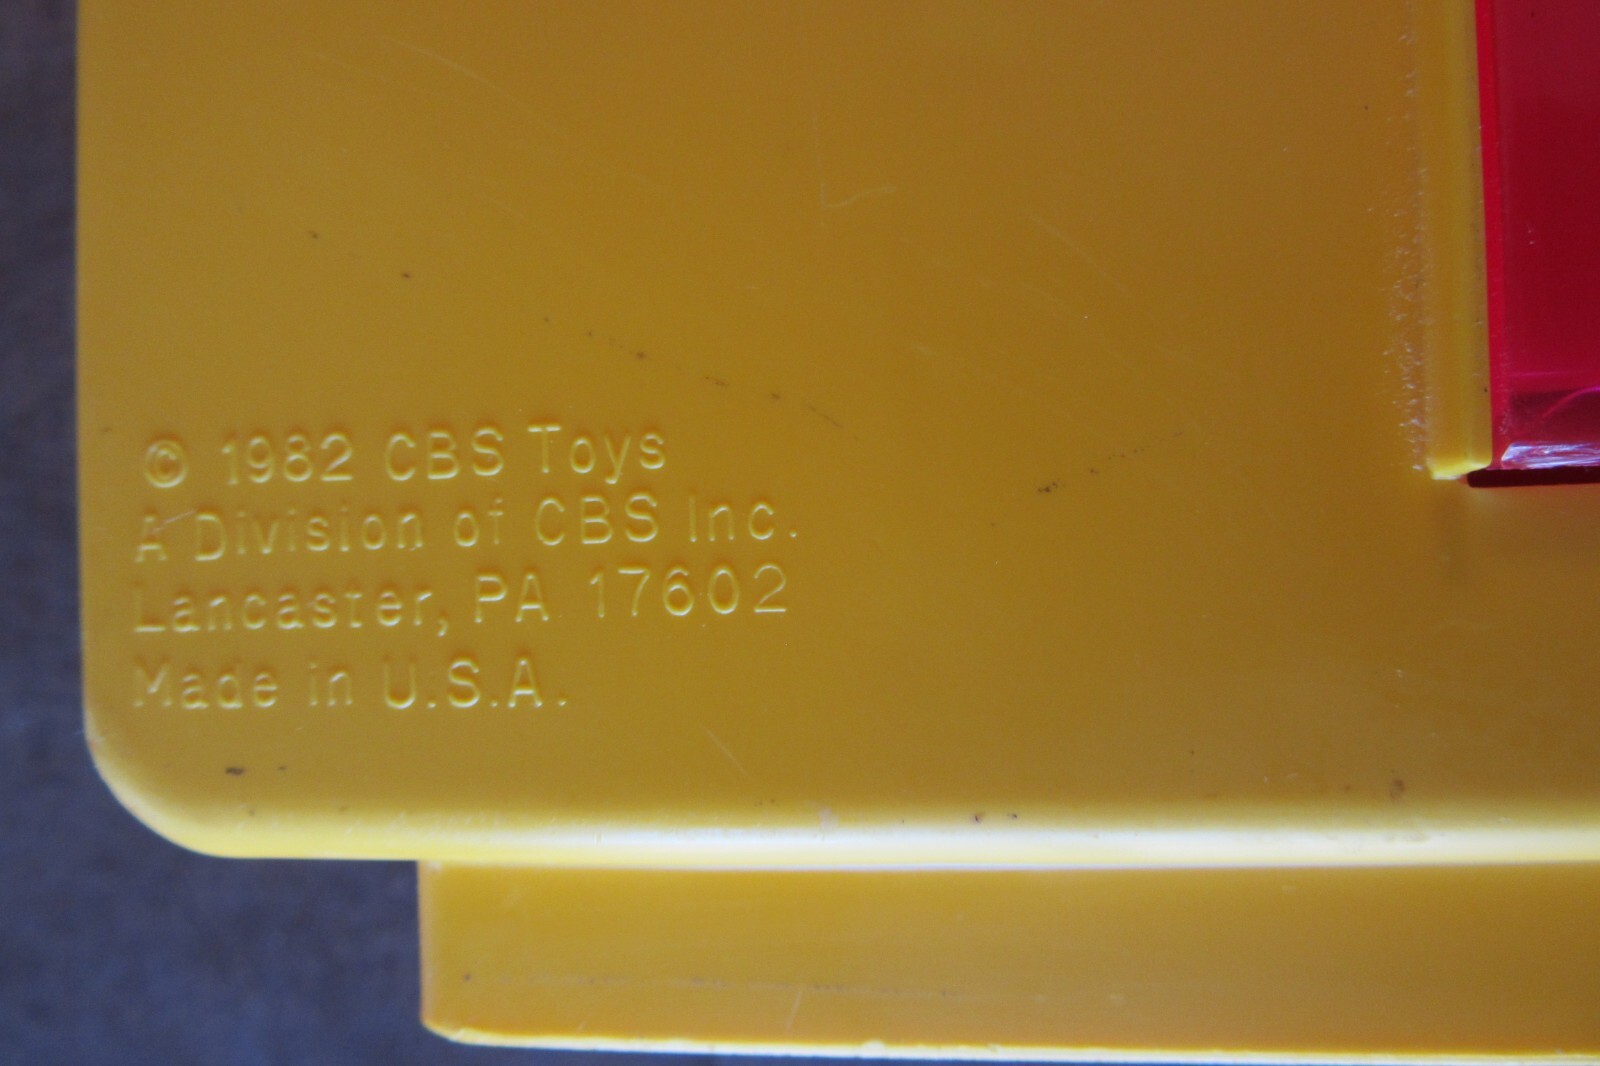 © 1982 CBS Toys
A Division of CBS Inc.
Lancaster, PA 17602
Made in U.S.A.